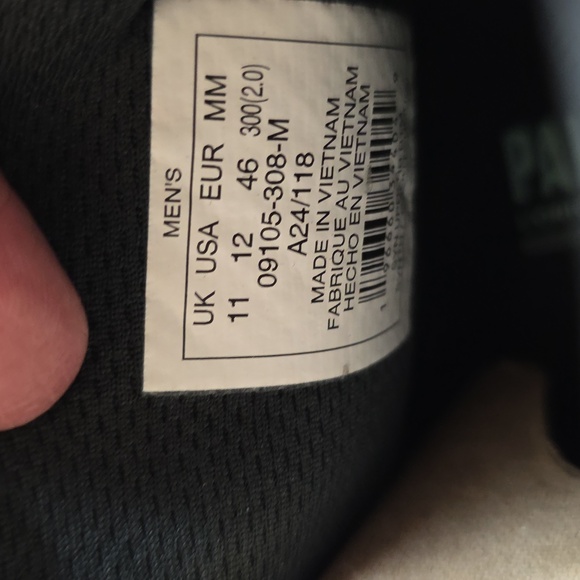 MEN'S
UK USA EUR MM
11 12 46 300(2.0)
09105-308-M
A24/118
MADE IN VIETNAM
FABRIQUE AU VIETNAM
HECHO EN VIETNAM
PA